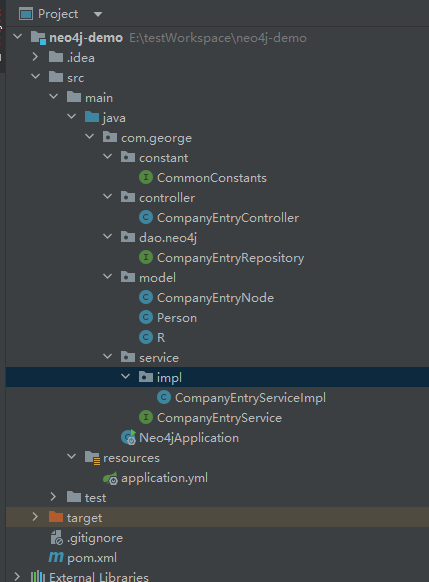 Project
neo4j-demo E:\testWorkspace\neo4j-demo
.idea
src
main
java
com.george
constant
CommonConstants
controller
CompanyEntryController
dao.neo4j
CompanyEntryRepository
model
CompanyEntryNode
Person
R
service
impl
CompanyEntryServiceImpl
CompanyEntryService
Neo4jApplication
resources
application.yml
test
target
.gitignore
pom.xml
External Libraries